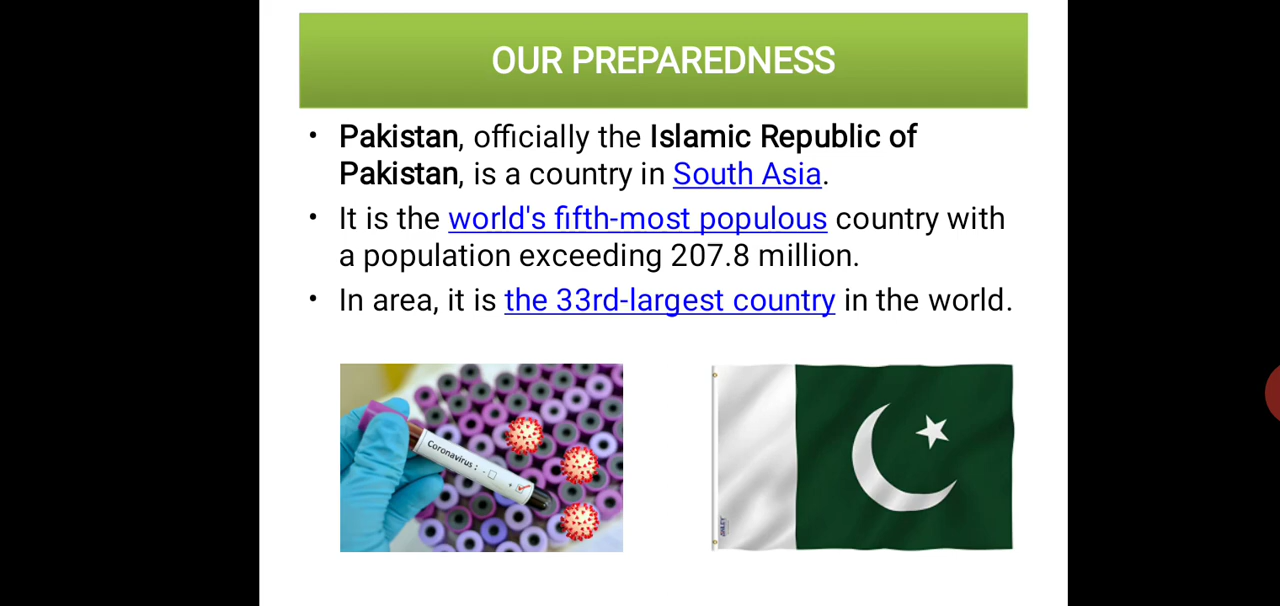 OUR PREPAREDNESS
• Pakistan, officially the Islamic Republic of
Pakistan, is a country in South Asia.
• It is the world's fifth-most populous country with
a population exceeding 207.8 million.
• In area, it is the 33rd-largest country in the world.
Coronavirus : - +